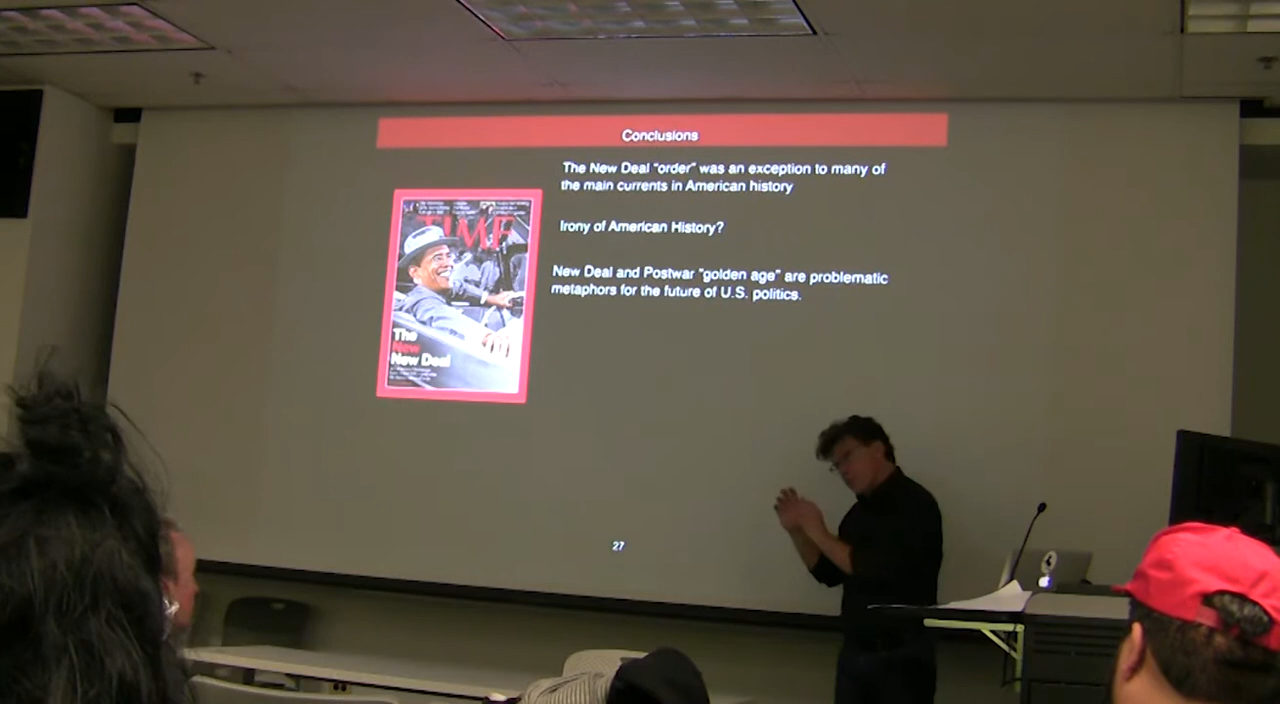 Conclusions
The New Deal "order" was an exception to many of
the main currents in American history
Irony of American History?
New Deal and Postwar "golden age" are problematic
metaphors for the future of U.S. politics.
TIME
The
New
New Deal
27